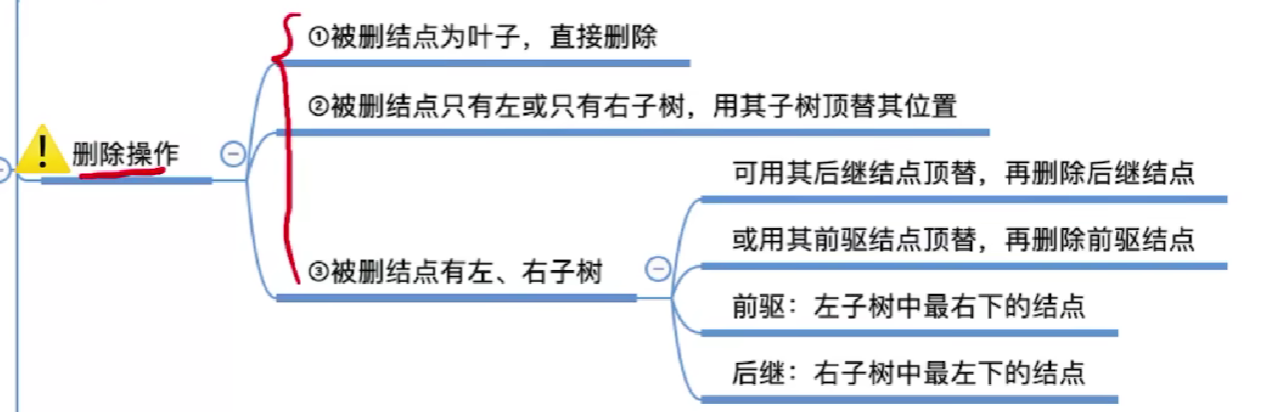 ①被删结点为叶子，直接删除
②被删结点只有左或只有右子树，用其子树顶替其位置
删除操作
③被删结点有左、右子树
可用其后继结点顶替，再删除后继结点
或用其前驱结点顶替，再删除前驱结点
前驱：左子树中最右下的结点
后继：右子树中最左下的结点